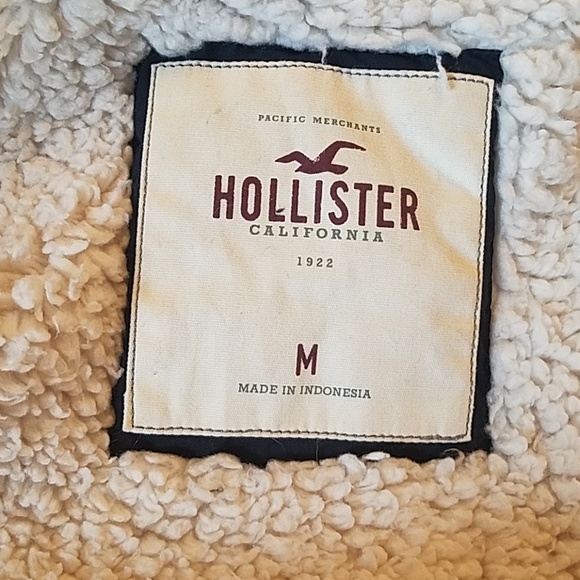 PACIFIC MERCHANTS
HOLLISTER
CALIFORNIA
1922
M
MADE IN INDONESIA